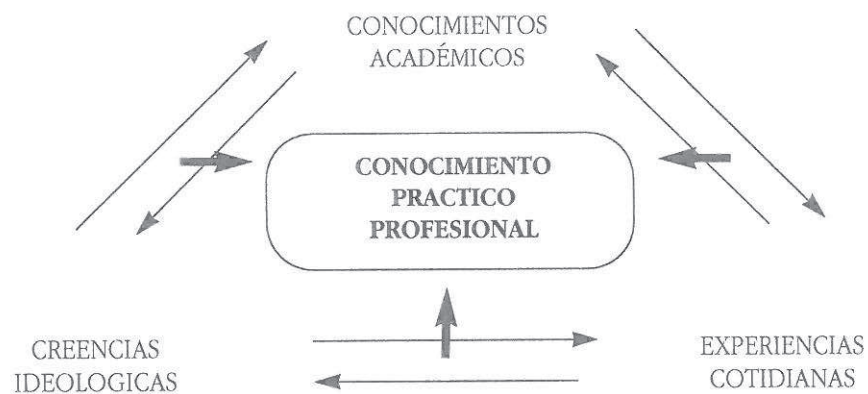 CONOCIMIENTOS
ACADÉMICOS
CONOCIMIENTO
PRACTICO
PROFESIONAL
CREENCIAS
IDEOLOGICAS
EXPERIENCIAS
COTIDIANAS